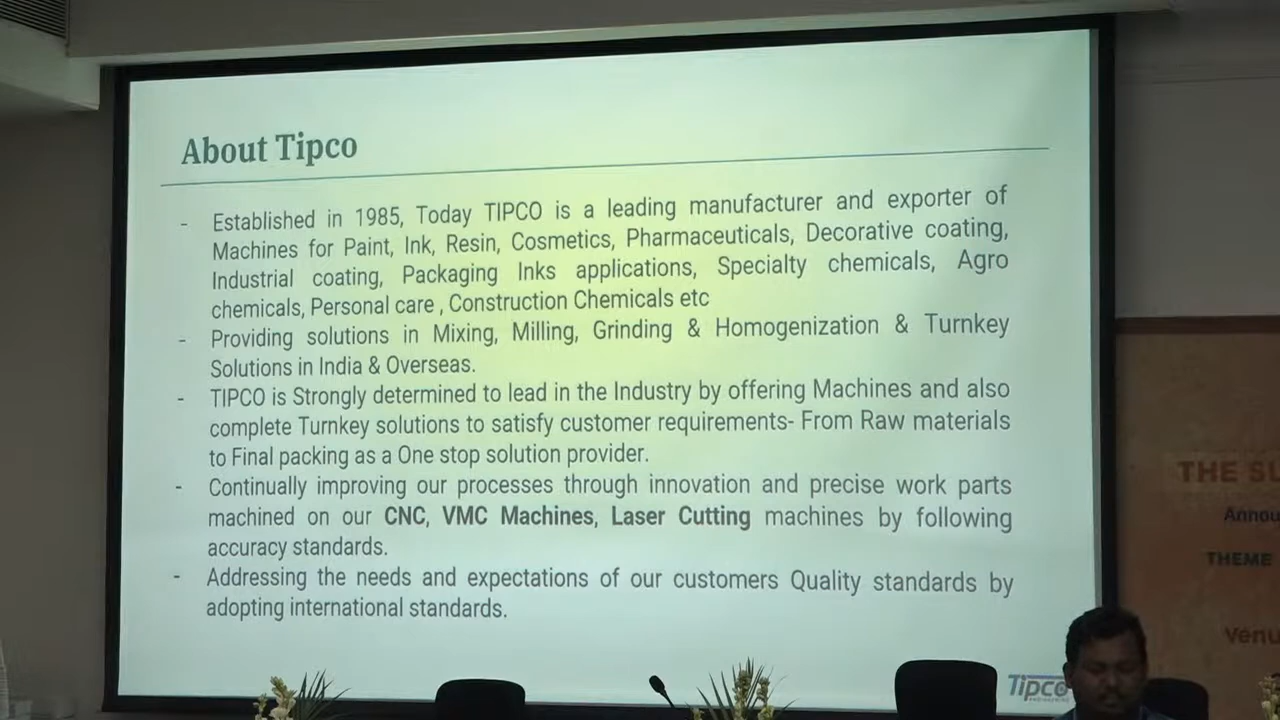 About Tipco
- Established in 1985, Today TIPCO is a leading manufacturer and exporter of
Machines for Paint, Ink, Resin, Cosmetics, Pharmaceuticals, Decorative coating,
Industrial coating, Packaging Inks applications, Specialty chemicals, Agro
chemicals, Personal care , Construction Chemicals etc
- Providing solutions in Mixing, Milling, Grinding & Homogenization & Turnkey
Solutions in India & Overseas.
- TIPCO is Strongly determined to lead in the Industry by offering Machines and also
complete Turnkey solutions to satisfy customer requirements- From Raw materials
to Final packing as a One stop solution provider.
- Continually improving our processes through innovation and precise work parts
machined on our CNC, VMC Machines, Laser Cutting machines by following
accuracy standards.
- Addressing the needs and expectations of our customers Quality standards by
adopting international standards.
Tipco
THE
THEME
Venu